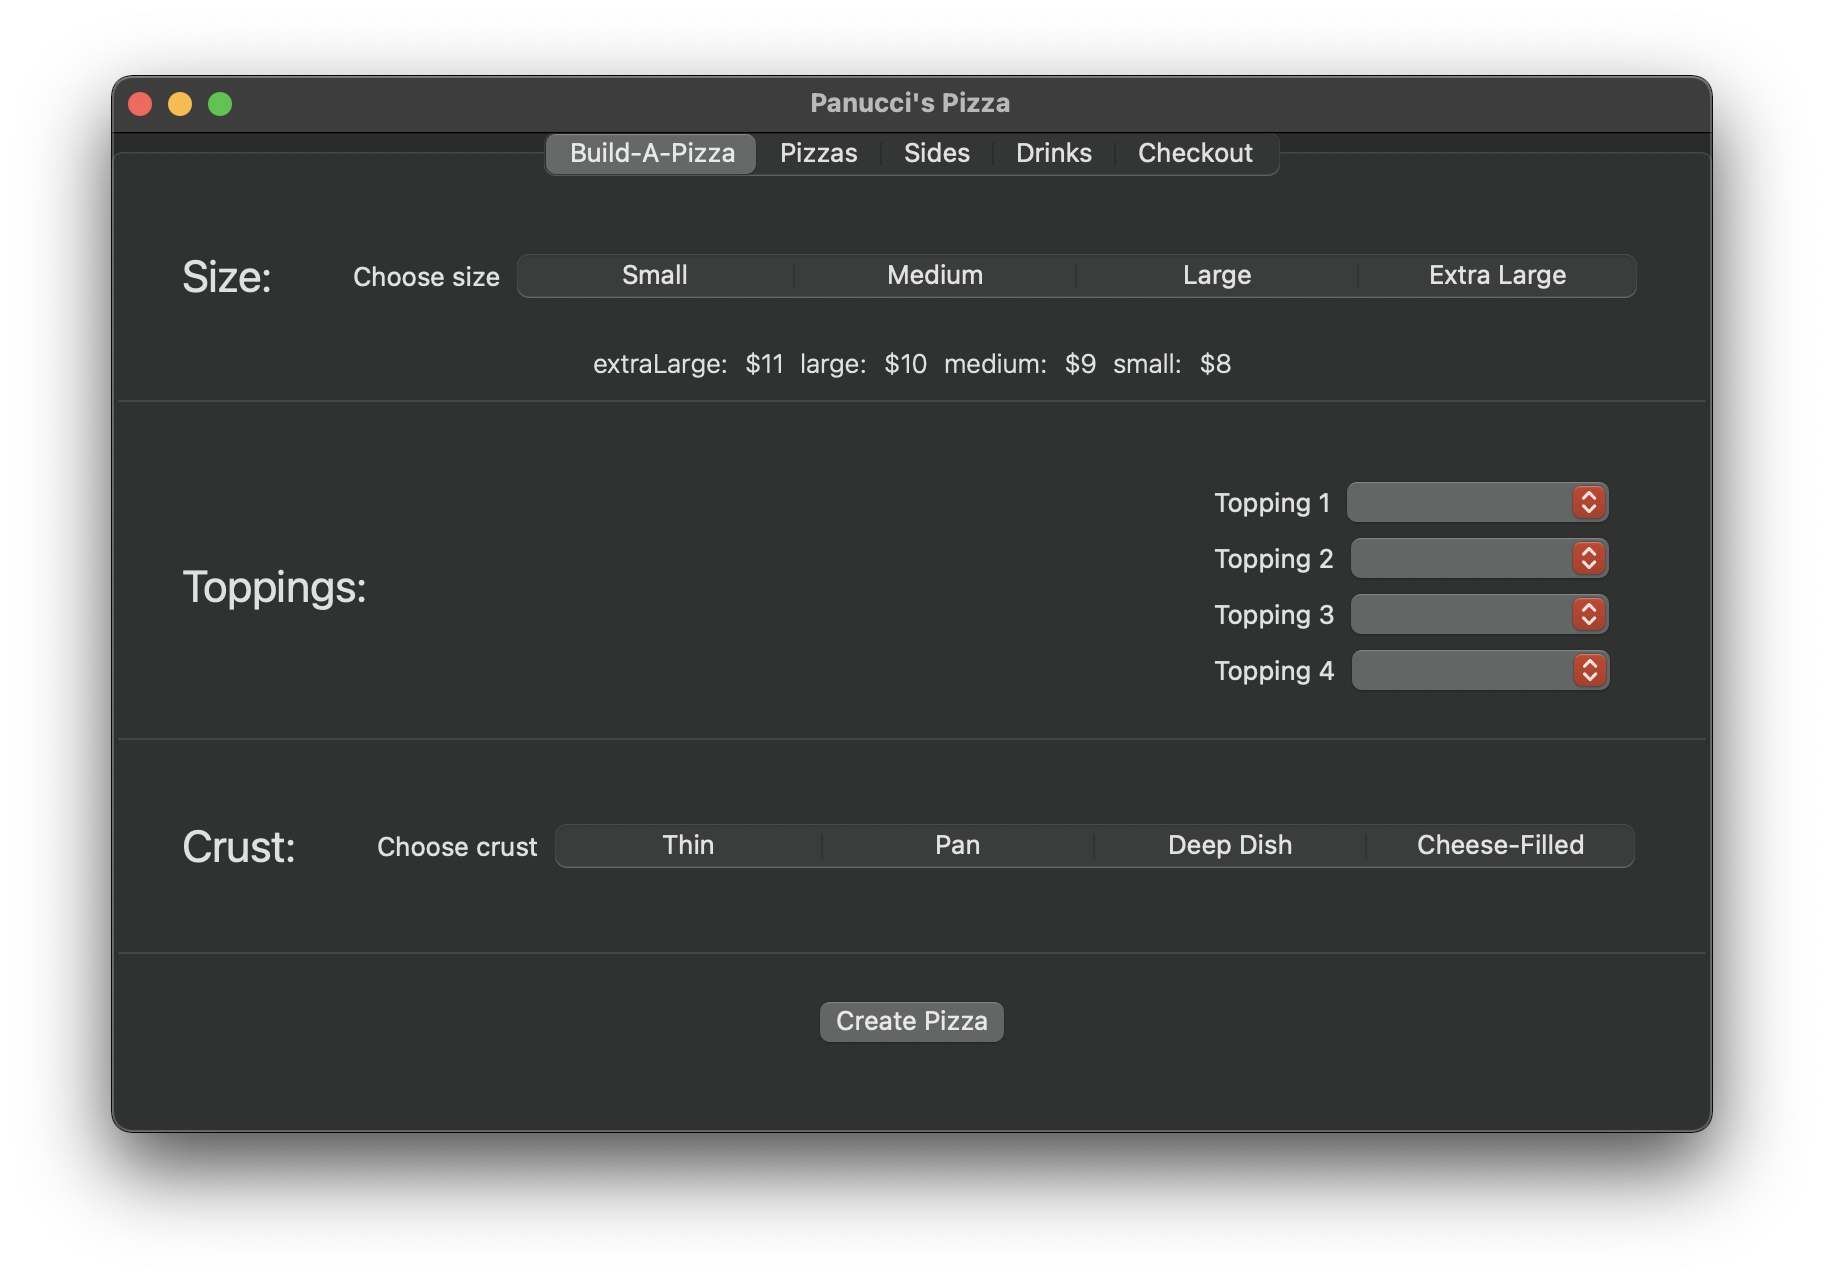 Panucci's Pizza
Build-A-Pizza Pizzas Sides Drinks Checkout
Size: Choose size Small Medium Large Extra Large
extraLarge: $11 large: $10 medium: $9 small: $8
Toppings:
Topping 1
Topping 2
Topping 3
Topping 4
Crust: Choose crust Thin Pan Deep Dish Cheese-Filled
Create Pizza